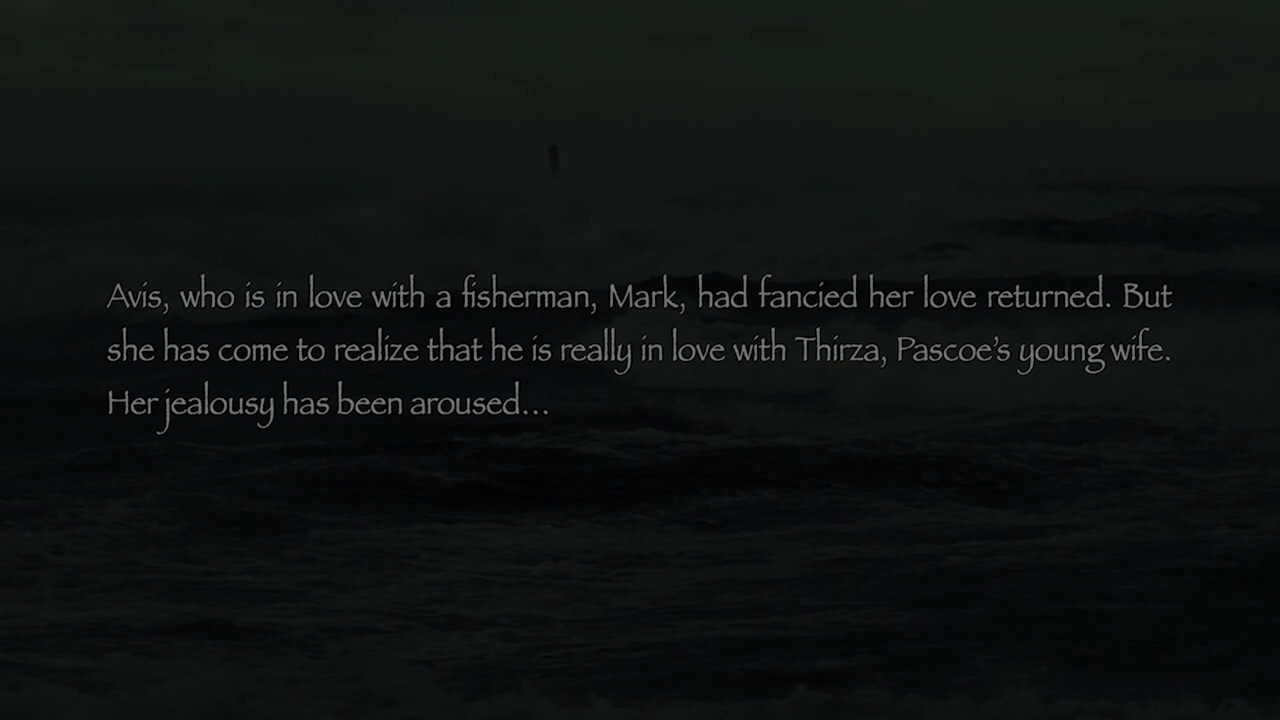 Avis, who is in love with a fisherman, Mark, had fancied her love returned. But
she has come to realize that he is really in love with Thirza, Pascoe's young wife.
Her jealousy has been aroused...